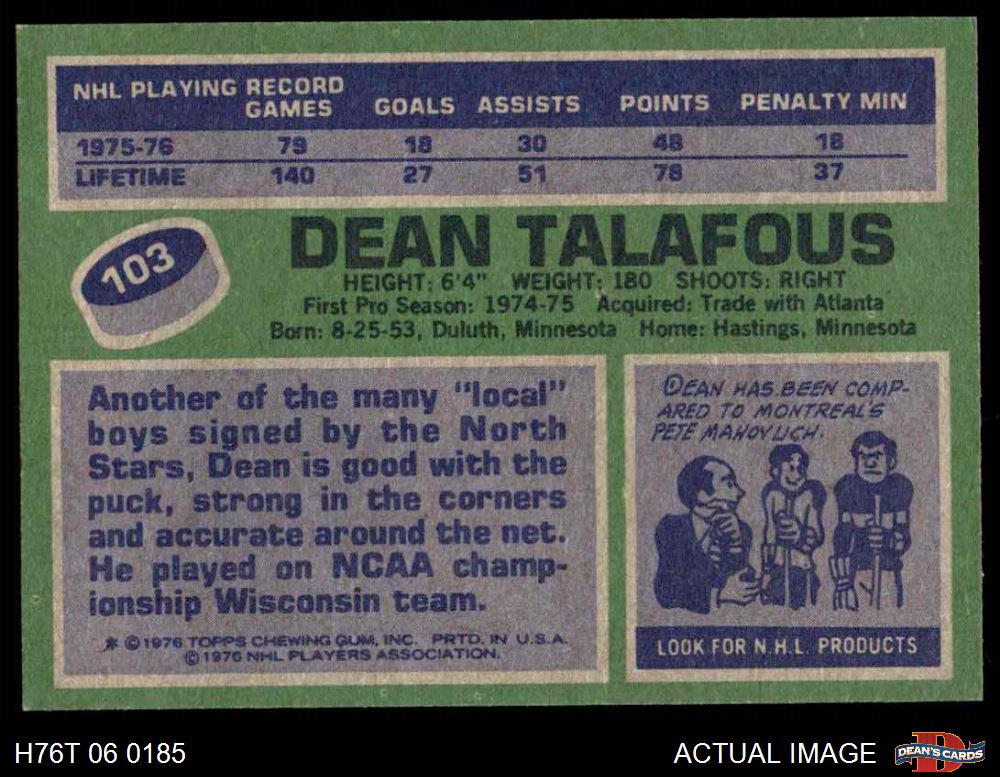 NHL PLAYING RECORD
GAMES GOALS ASSISTS POINTS PENALTY MIN
1975-76 79 18 30 48 18
LIFETIME 140 27 51 78 37
103
DEAN TALAFOUS
HEIGHT: 6'4" WEIGHT: 180 SHOOTS: RIGHT
First Pro Season: 1974-75 Acquired: Trade with Atlanta
Born: 8-25-53, Duluth, Minnesota Home: Hastings, Minnesota
Another of the many "local"
boys signed by the North
Stars, Dean is good with the
puck, strong in the corners
and accurate around the net.
He played on NCAA champ-
ionship Wisconsin team.
* © 1976 TOPPS CHEWING GUM, INC. PRTD. IN U.S.A.
© 1976 NHL PLAYERS ASSOCIATION.
DEAN HAS BEEN COMP-
ARED TO MONTREAL'S
PETE MAHOVLICH.
LOOK FOR N.H.L. PRODUCTS
H76T 06 0185
ACTUAL IMAGE
D
DEAN'S CARDS